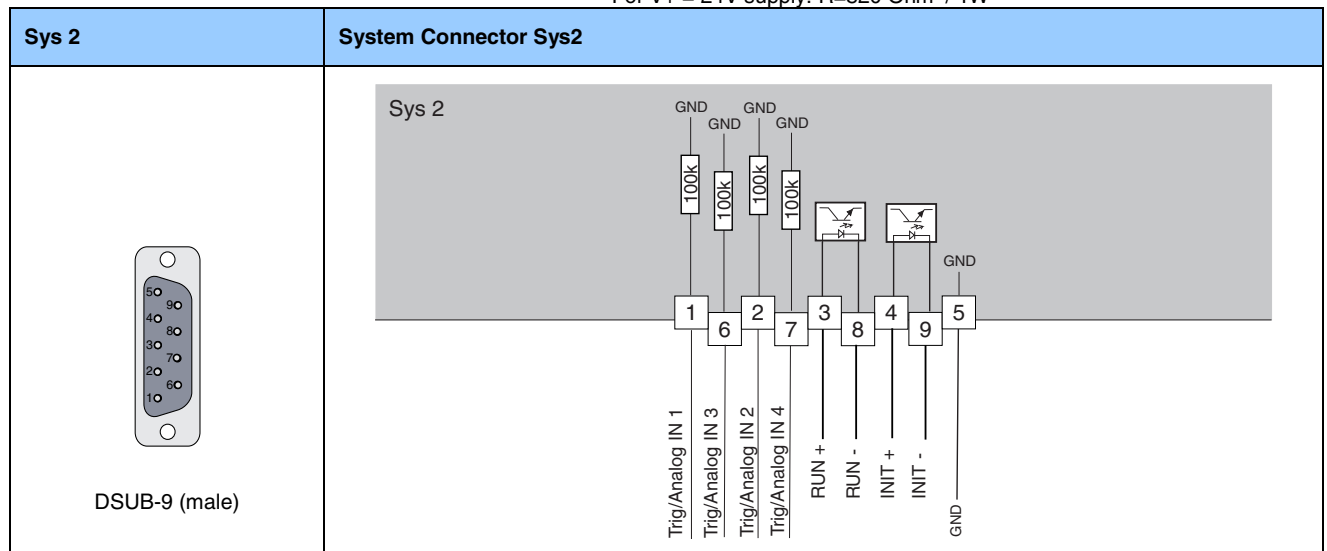 For V+ = 24V supply: R=820 Ohm / 1W
Sys 2
System Connector Sys2
Sys 2
GND
GND
GND
GND
100k
100k
100k
100k
GND
1
6
2
7
3
8
4
9
5
Trig/Analog IN 1
Trig/Analog IN 3
Trig/Analog IN 2
Trig/Analog IN 4
RUN +
RUN -
INIT +
INIT -
GND
5
9
4
8
3
7
2
6
1
DSUB-9 (male)